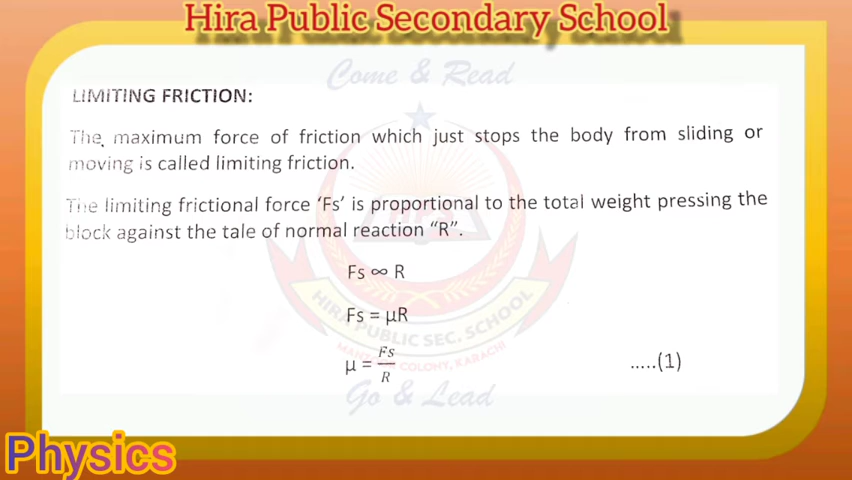 Hira Public Secondary School
Come & Read
LIMITING FRICTION:
The maximum force of friction which just stops the body from sliding or
moving is called limiting friction.
The limiting frictional force ‘Fs’ is proportional to the total weight pressing the
block against the tale of normal reaction “R”.
Fs ∞ R
Fs = µR
HIRA PUBLIC SEC. SCHOOL
µ = Fs/R .....(1)
COLONY, KARACHI
Go & Lead
Physics